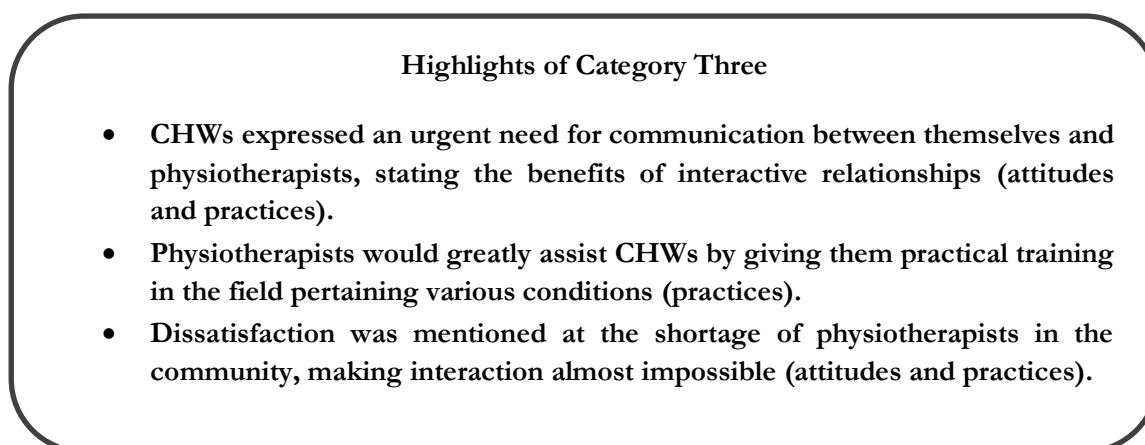 Highlights of Category Three
• CHWs expressed an urgent need for communication between themselves and
physiotherapists, stating the benefits of interactive relationships (attitudes
and practices).
• Physiotherapists would greatly assist CHWs by giving them practical training
in the field pertaining various conditions (practices).
• Dissatisfaction was mentioned at the shortage of physiotherapists in the
community, making interaction almost impossible (attitudes and practices).